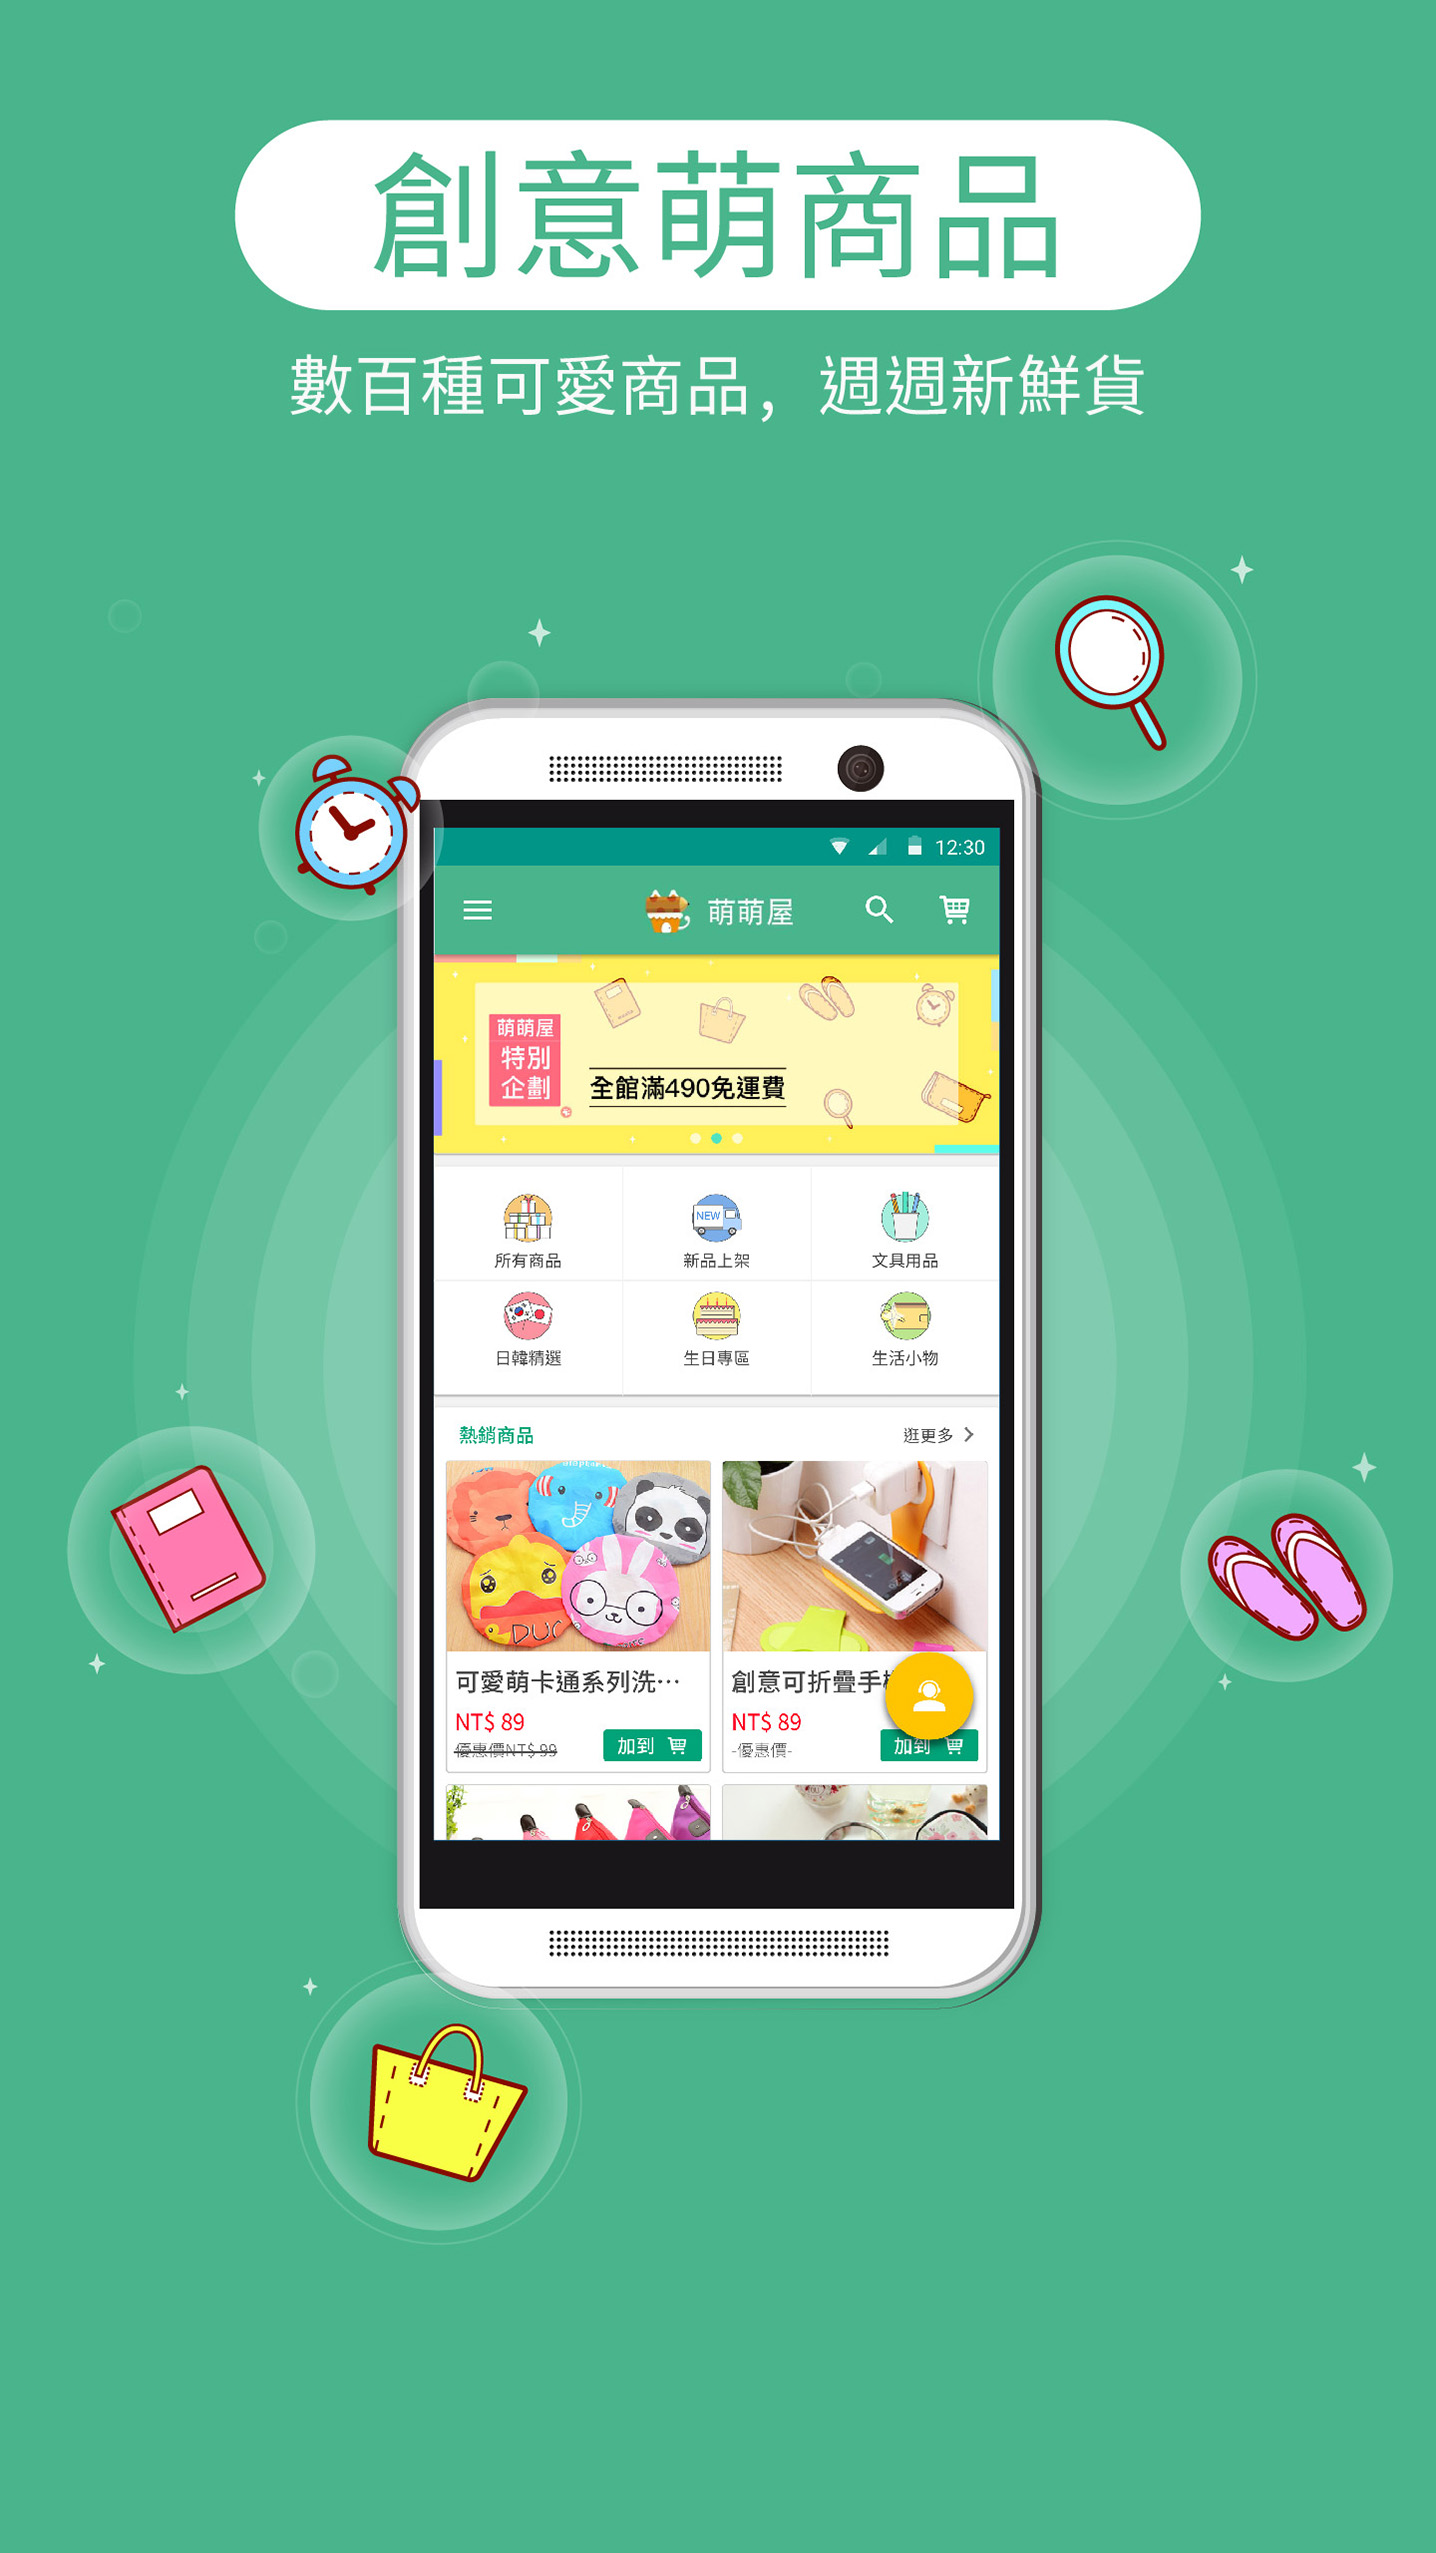 創意萌商品
數百種可愛商品，週週新鮮貨
12:30
萌萌屋
萌萌屋
特別
企劃
全館滿490免運費
NEW
所有商品
新品上架
文具用品
日韓精選
生日專區
生活小物
熱銷商品
逛更多
DUC
可愛萌卡通系列洗…
創意可折疊手
NT$ 89
NT$ 89
優惠價NT$ 99
-優惠價-
加到
加到